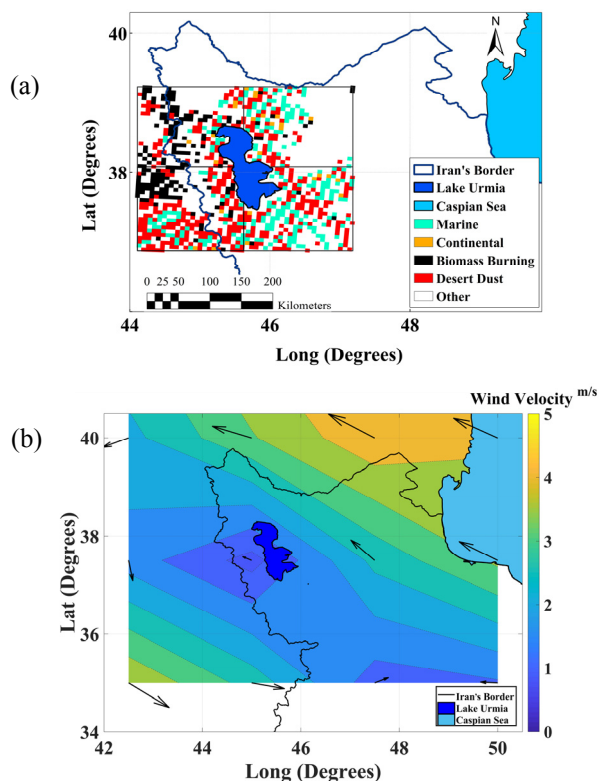 (a)
N
Lat (Degrees)
38
Iran's Border
Lake Urmia
Caspian Sea
Marine
Continental
Biomass Burning
Desert Dust
Other
0 25 50 100 150 200
Kilometers
44 46 48
Long (Degrees)
(b)
Wind Velocity m/s
Lat (Degrees)
40
38
36
34
5
4
3
2
1
0
Iran's Border
Lake Urmia
Caspian Sea
42 44 46 48 50
Long (Degrees)